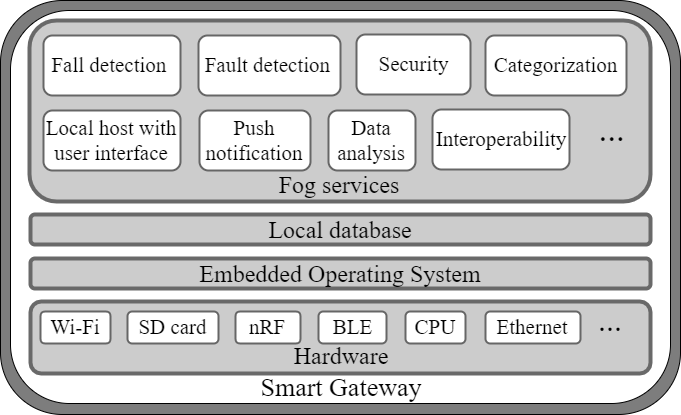 Fall detection
Fault detection
Security
Categorization
Local host with
user interface
Push
notification
Data
analysis
Interoperability
...
Fog services
Local database
Embedded Operating System
Wi-Fi
SD card
nRF
BLE
CPU
Ethernet
...
Hardware
Smart Gateway